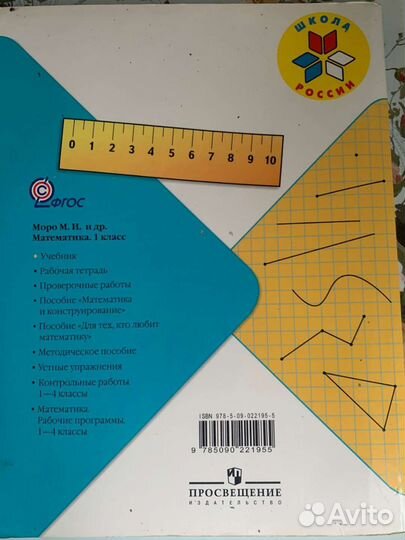 ШКОЛА
РОССИИ
0 1 2 3 4 5 6 7 8 9 10
ФГОС
Моро М. И. и др.
Математика. 1 класс
Учебник
• Рабочая тетрадь
• Проверочные работы
• Пособие «Математика
и конструирование»
• Пособие «Для тех, кто любит
математику»
• Методическое пособие
• Устные упражнения
• Контрольные работы.
1—4 классы
• Математика.
Рабочие программы.
1—4 классы
ISBN 978-5-09-022195-5
9 785090 221955
ПРОСВЕЩЕНИЕ
ИЗДАТЕЛЬСТВО
Avito